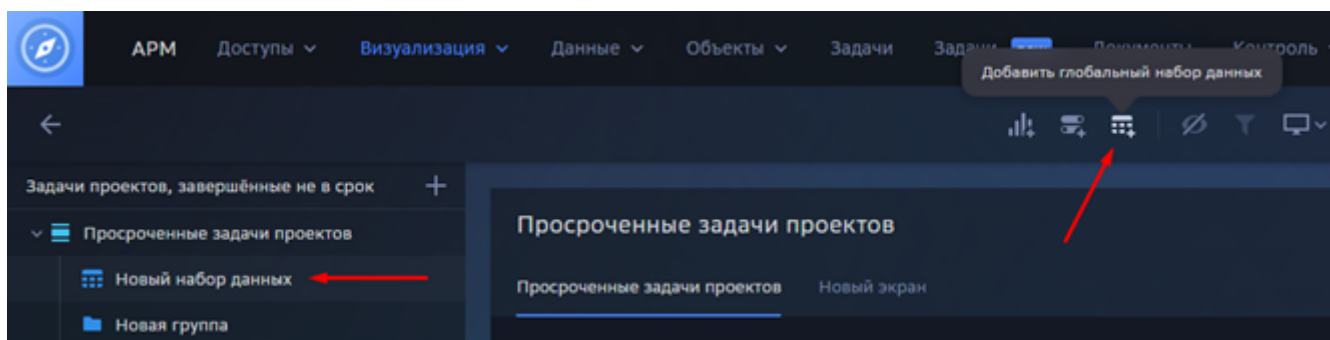 АРМ Доступы Визуализация Данные Объекты Задачи Задачи Документы Контроль
Добавить глобальный набор данных
Задачи проектов, завершённые не в срок
Просроченные задачи проектов
Просроченные задачи проектов
Новый набор данных
Просроченные задачи проектов Новый экран
Новая группа